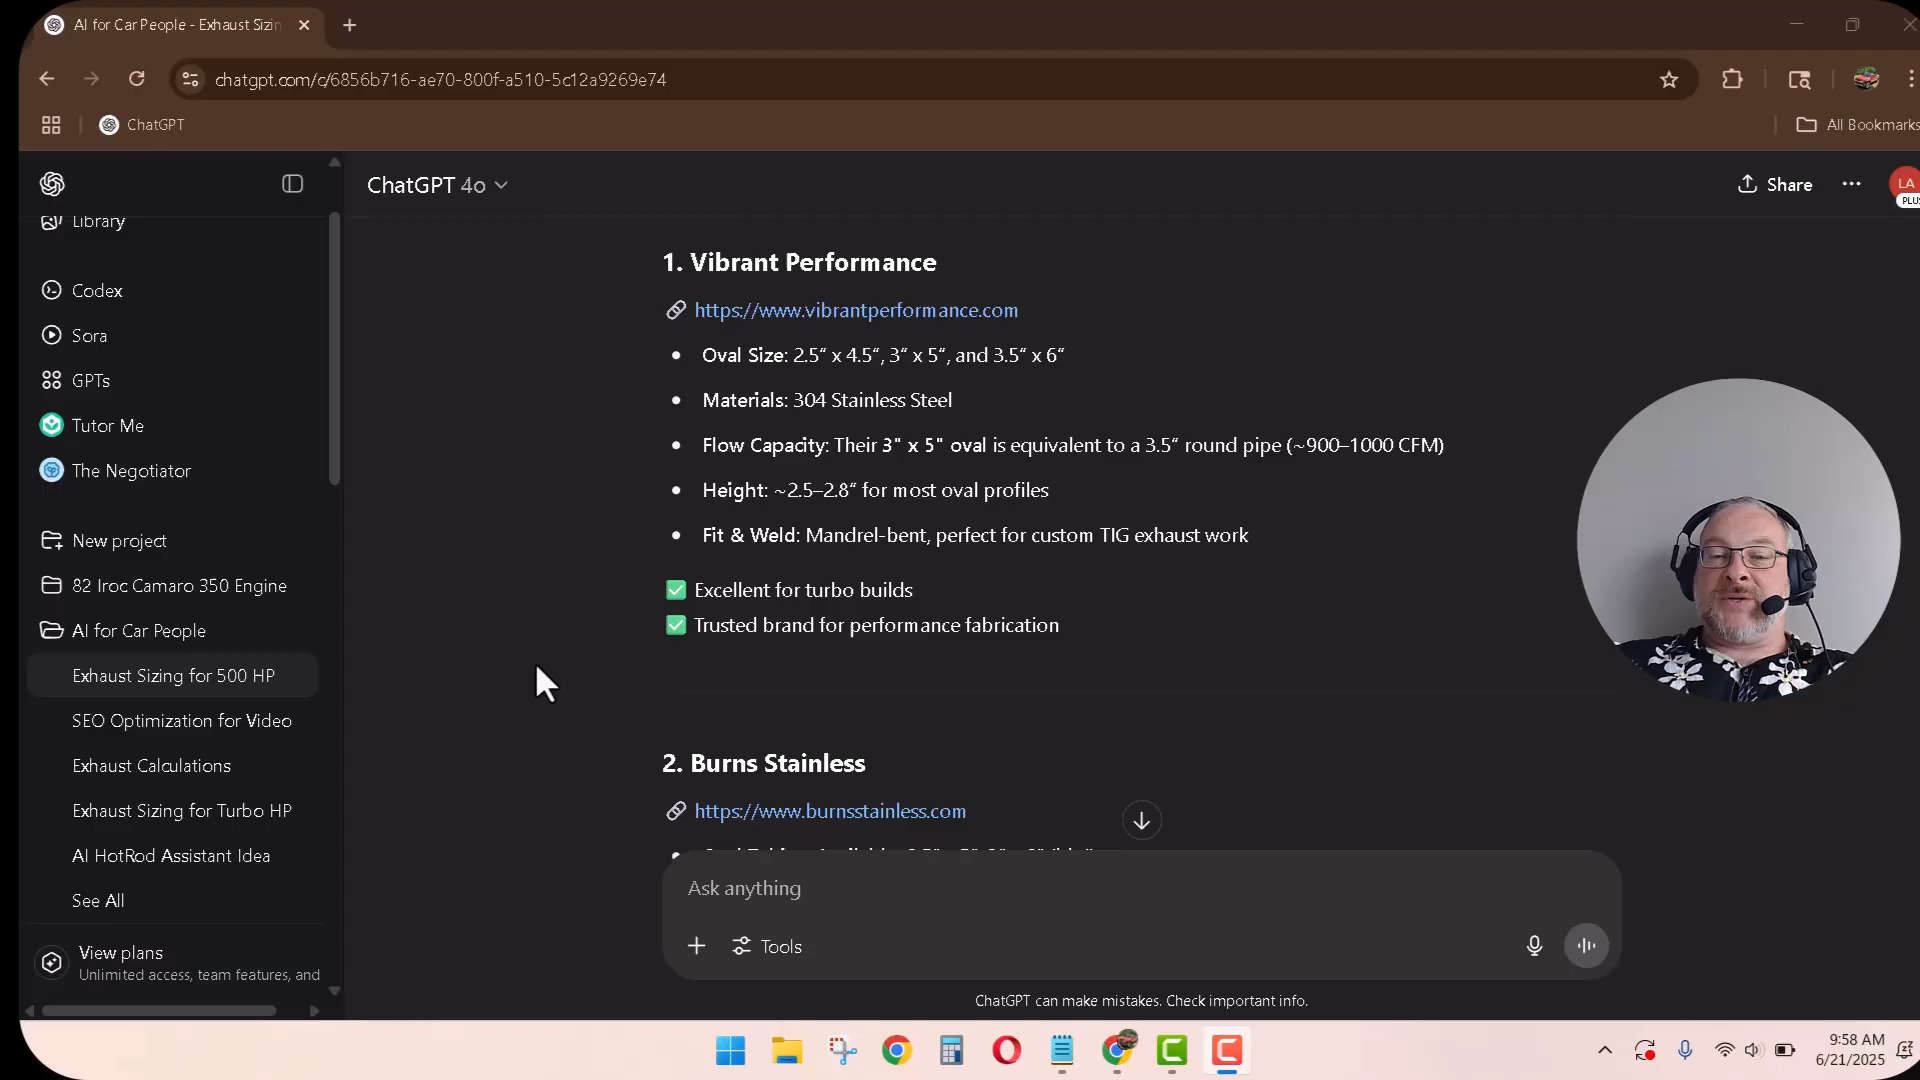 AI for Car People - Exhaust Sizin
chatgpt.com/c/6856b716-ae70-800f-a510-5c12a9269e74
ChatGPT
All Bookmarks
Library
Codex
Sora
GPTs
Tutor Me
The Negotiator
New project
82 Iroc Camaro 350 Engine
AI for Car People
Exhaust Sizing for 500 HP
SEO Optimization for Video
Exhaust Calculations
Exhaust Sizing for Turbo HP
AI HotRod Assistant Idea
See All
View plans
Unlimited access, team features, and
ChatGPT 4o
Share
LA
PLUS
1. Vibrant Performance
https://www.vibrantperformance.com
Oval Size: 2.5“ x 4.5“, 3“ x 5“, and 3.5“ x 6“
Materials: 304 Stainless Steel
Flow Capacity: Their 3" x 5" oval is equivalent to a 3.5“ round pipe (~900–1000 CFM)
Height: ~2.5–2.8“ for most oval profiles
Fit & Weld: Mandrel-bent, perfect for custom TIG exhaust work
Excellent for turbo builds
Trusted brand for performance fabrication
2. Burns Stainless
https://www.burnsstainless.com
Ask anything
Tools
ChatGPT can make mistakes. Check important info.
9:58 AM
6/21/2025